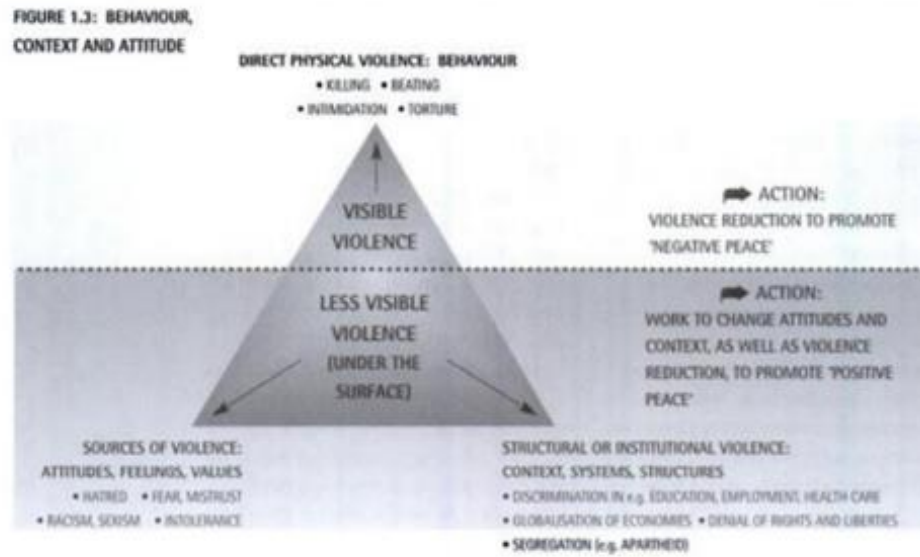 FIGURE 1.3: BEHAVIOUR,
CONTEXT AND ATTITUDE
DIRECT PHYSICAL VIOLENCE: BEHAVIOUR
• KILLING • BEATING
• INTIMIDATION • TORTURE
VISIBLE
VIOLENCE
ACTION:
VIOLENCE REDUCTION TO PROMOTE
'NEGATIVE PEACE'
LESS VISIBLE
VIOLENCE
(UNDER THE
SURFACE)
ACTION:
WORK TO CHANGE ATTITUDES AND
CONTEXT, AS WELL AS VIOLENCE
REDUCTION, TO PROMOTE 'POSITIVE
PEACE'
SOURCES OF VIOLENCE:
ATTITUDES, FEELINGS, VALUES
• HATRED • FEAR, MISTRUST
• RACISM, SEXISM • INTOLERANCE
STRUCTURAL OR INSTITUTIONAL VIOLENCE:
CONTEXT, SYSTEMS, STRUCTURES
• DISCRIMINATION IN e.g. EDUCATION, EMPLOYMENT, HEALTH CARE
• GLOBALISATION OF ECONOMIES • DENIAL OF RIGHTS AND LIBERTIES
• SEGREGATION (e.g. APARTHEID)